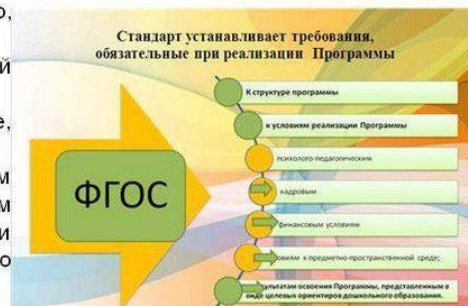 о,
й
е,
м
м
и
о
Стандарт устанавливает требования,
обязательные при реализации Программы
ФГОС
К структуре программы
к условиям реализации Программы
психолого-педагогическим
кадровым
финансовым условиям
к предметно-пространственной среде;
освоения Программы, представленным в
виде целевых ориентиров дошкольного образования.